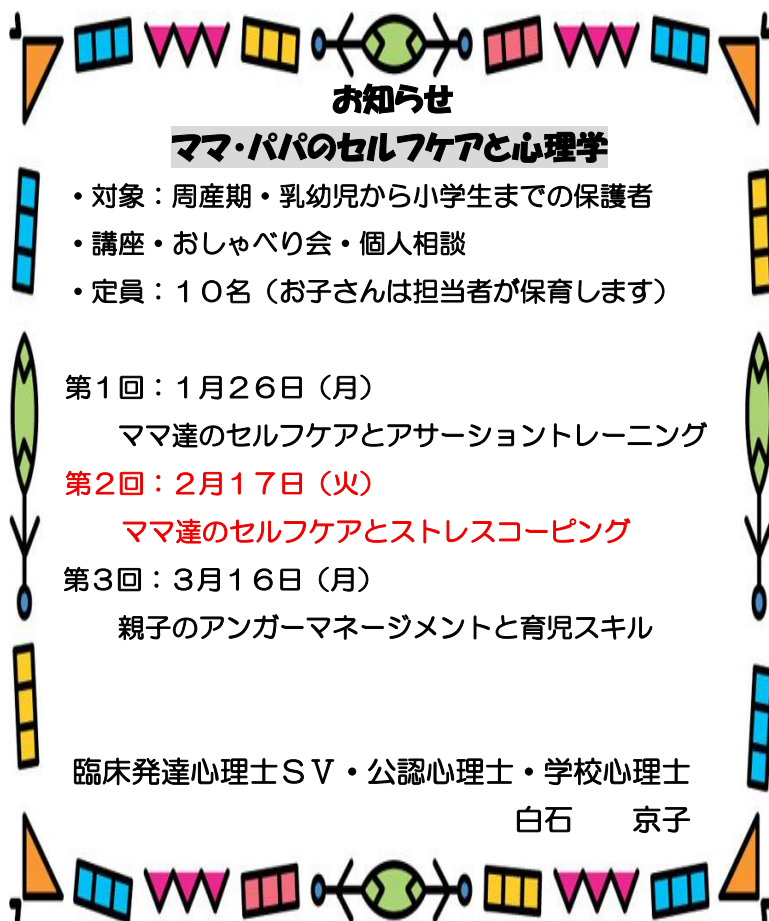 お知らせ
ママ・パパのセルフケアと心理学
・対象：周産期・乳幼児から小学生までの保護者
・講座・おしゃべり会・個人相談
・定員：１０名（お子さんは担当者が保育します）
第１回：１月２６日（月）
ママ達のセルフケアとアサーショントレーニング
第２回：２月１７日（火）
ママ達のセルフケアとストレスコーピング
第３回：３月１６日（月）
親子のアンガーマネージメントと育児スキル
臨床発達心理士ＳＶ・公認心理士・学校心理士
白石　　京子